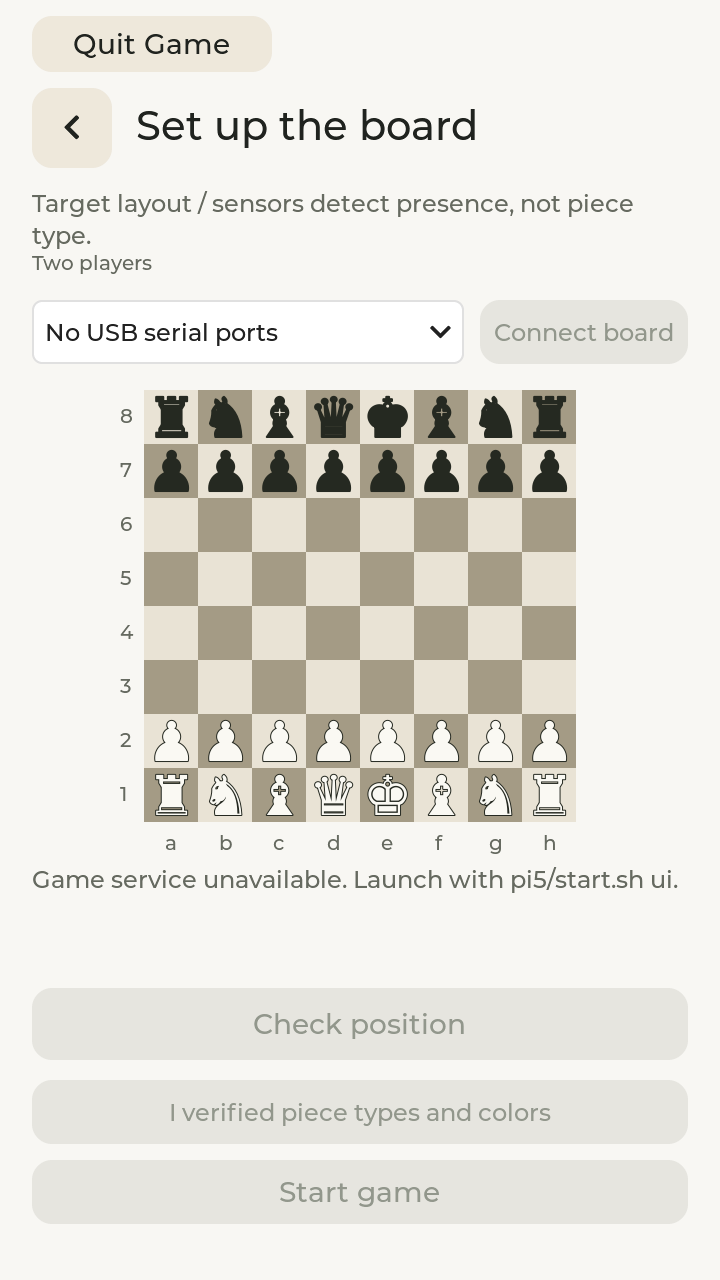 Quit Game
Set up the board
Target layout / sensors detect presence, not piece
type.
Two players
No USB serial ports
Connect board
8
7
6
5
4
3
2
1
a b c d e f g h
Game service unavailable. Launch with pi5/start.sh ui.
Check position
I verified piece types and colors
Start game